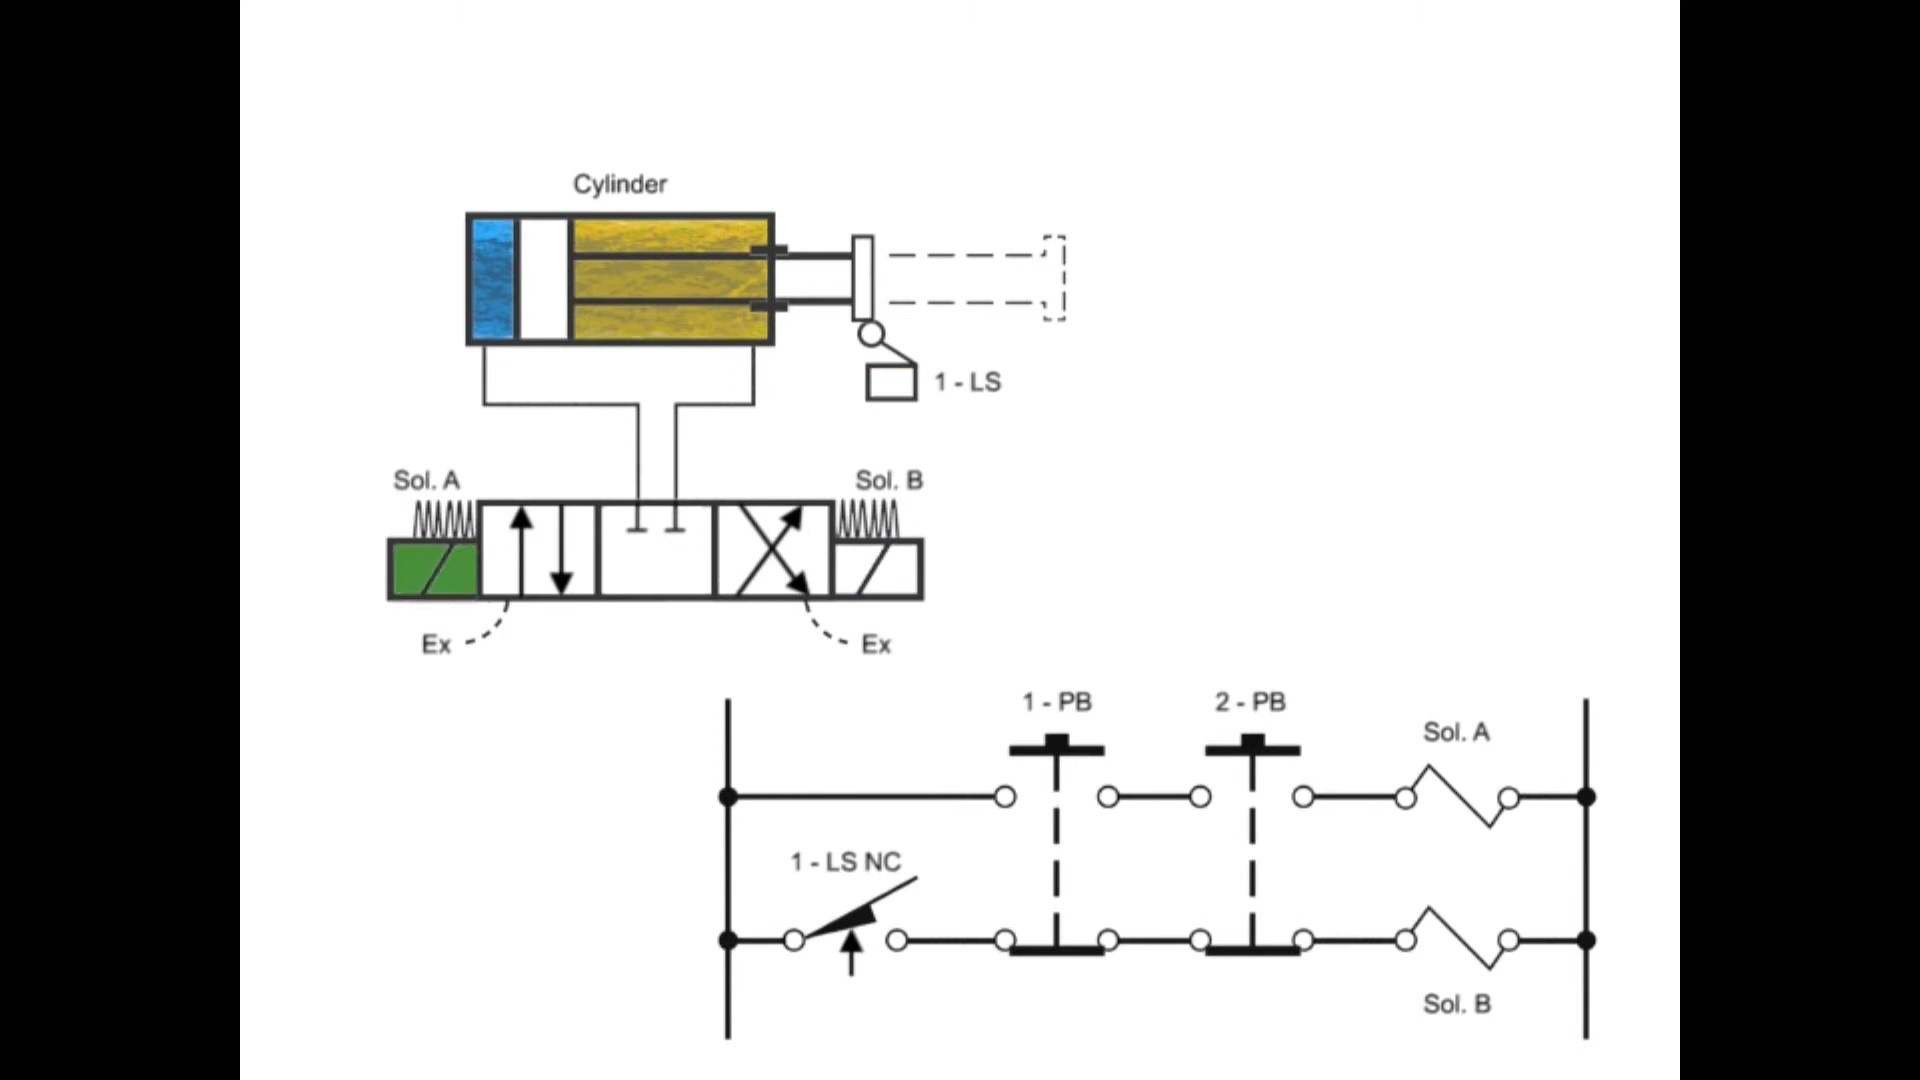 Cylinder
1 - LS
Sol. A
Sol. B
Ex
Ex
1 - PB
2 - PB
Sol. A
1 - LS NC
Sol. B